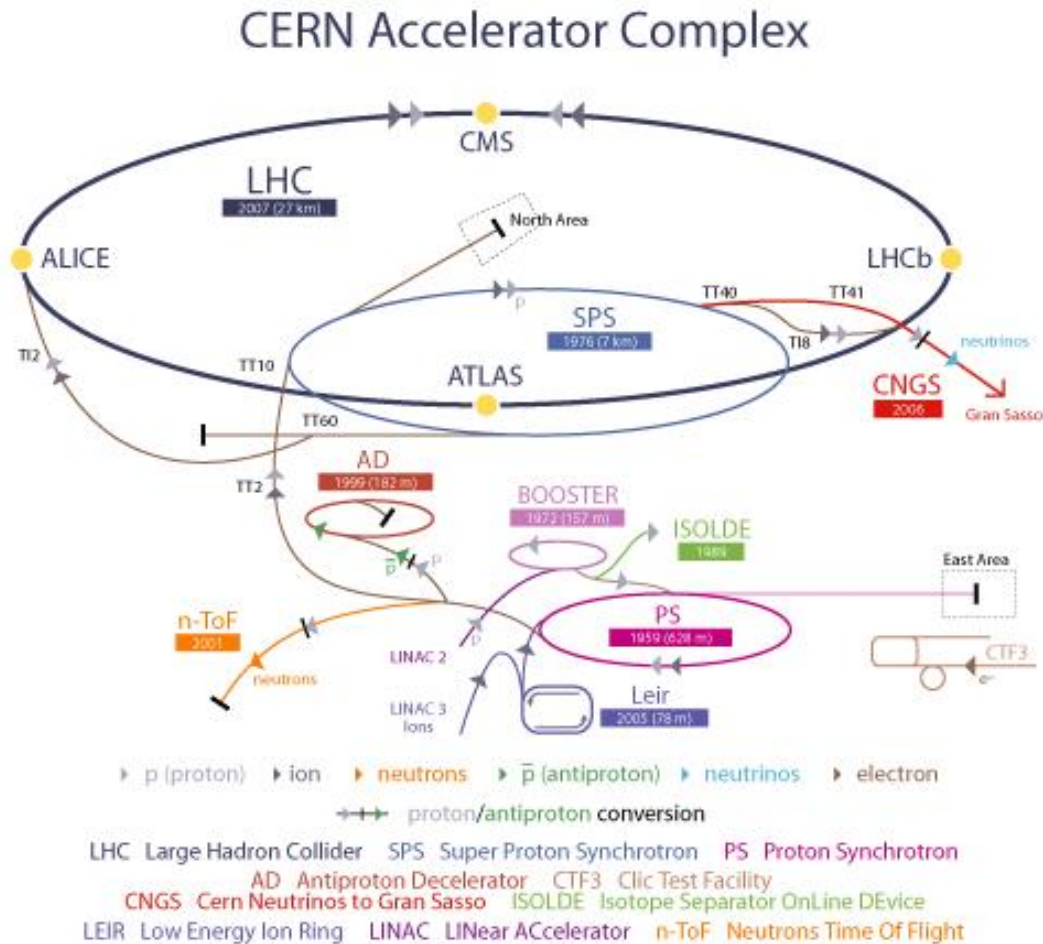 CERN Accelerator Complex
CMS
LHC
2007 (27 km)
North Area
ALICE
LHCb
TT40
TT41
SPS
1976 (7 km)
p
TI8
neutrinos
TI2
TT10
ATLAS
CNGS
2006
Gran Sasso
TT60
AD
1999 (182 m)
TT2
BOOSTER
1972 (157 m)
ISOLDE
1989
p
p
East Area
n-ToF
2001
PS
1959 (628 m)
p
LINAC 2
neutrons
CTF3
e-
LINAC 3
Ions
Leir
2005 (78 m)
p (proton) ion neutrons p̅ (antiproton) neutrinos electron
proton/antiproton conversion
LHC Large Hadron Collider SPS Super Proton Synchrotron PS Proton Synchrotron
AD Antiproton Decelerator CTF3 Clic Test Facility
CNGS Cern Neutrinos to Gran Sasso ISOLDE Isotope Separator OnLine DEvice
LEIR Low Energy Ion Ring LINAC LINear ACcelerator n-ToF Neutrons Time Of Flight